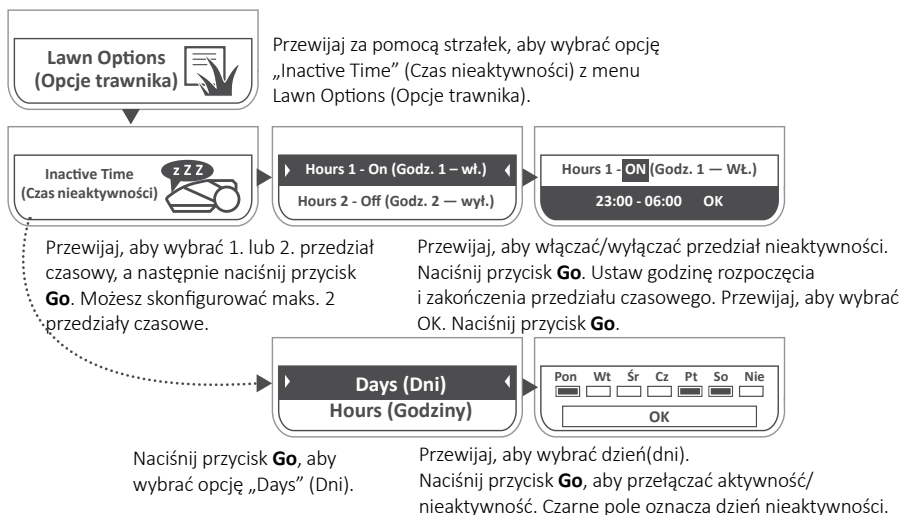 Lawn Options
(Opcje trawnika)
Przewijaj za pomocą strzałek, aby wybrać opcję
„Inactive Time” (Czas nieaktywności) z menu
Lawn Options (Opcje trawnika).
Inactive Time
(Czas nieaktywności)
z Z Z
Hours 1 - On (Godz. 1 – wł.)
Hours 2 - Off (Godz. 2 — wył.)
Hours 1 - ON (Godz. 1 — WŁ.)
23:00 - 06:00 OK
Przewijaj, aby wybrać 1. lub 2. przedział
czasowy, a następnie naciśnij przycisk
Go. Możesz skonfigurować maks. 2
przedziały czasowe.
Przewijaj, aby włączać/wyłączać przedział nieaktywności.
Naciśnij przycisk Go. Ustaw godzinę rozpoczęcia
i zakończenia przedziału czasowego. Przewijaj, aby wybrać
OK. Naciśnij przycisk Go.
Days (Dni)
Hours (Godziny)
Pon Wt Śr Cz Pt So Nie
OK
Naciśnij przycisk Go, aby
wybrać opcję „Days” (Dni).
Przewijaj, aby wybrać dzień(dni).
Naciśnij przycisk Go, aby przełączać aktywność/
nieaktywność. Czarne pole oznacza dzień nieaktywności.